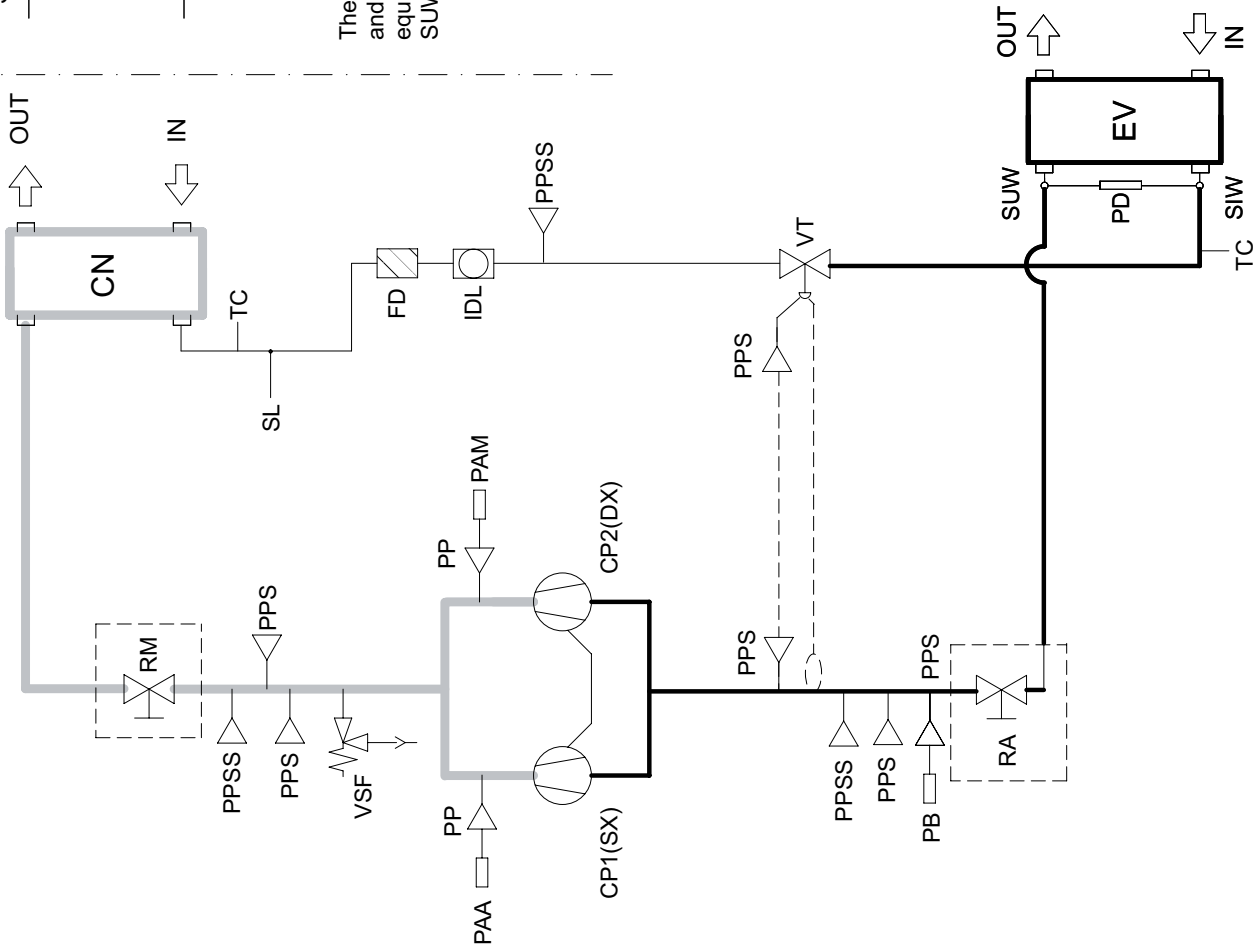 The
and
equ
SUW
OUT
IN
CN
TC
SL
FD
IDL
PPSS
VT
PPS
OUT
IN
EV
SUW
PD
SIW
TC
RM
PPS
PPSS
PPS
VSF
PAM
PP
CP2(DX)
PP
PAA
CP1(SX)
PPS
PPS
PPSS
PPS
PB
RA